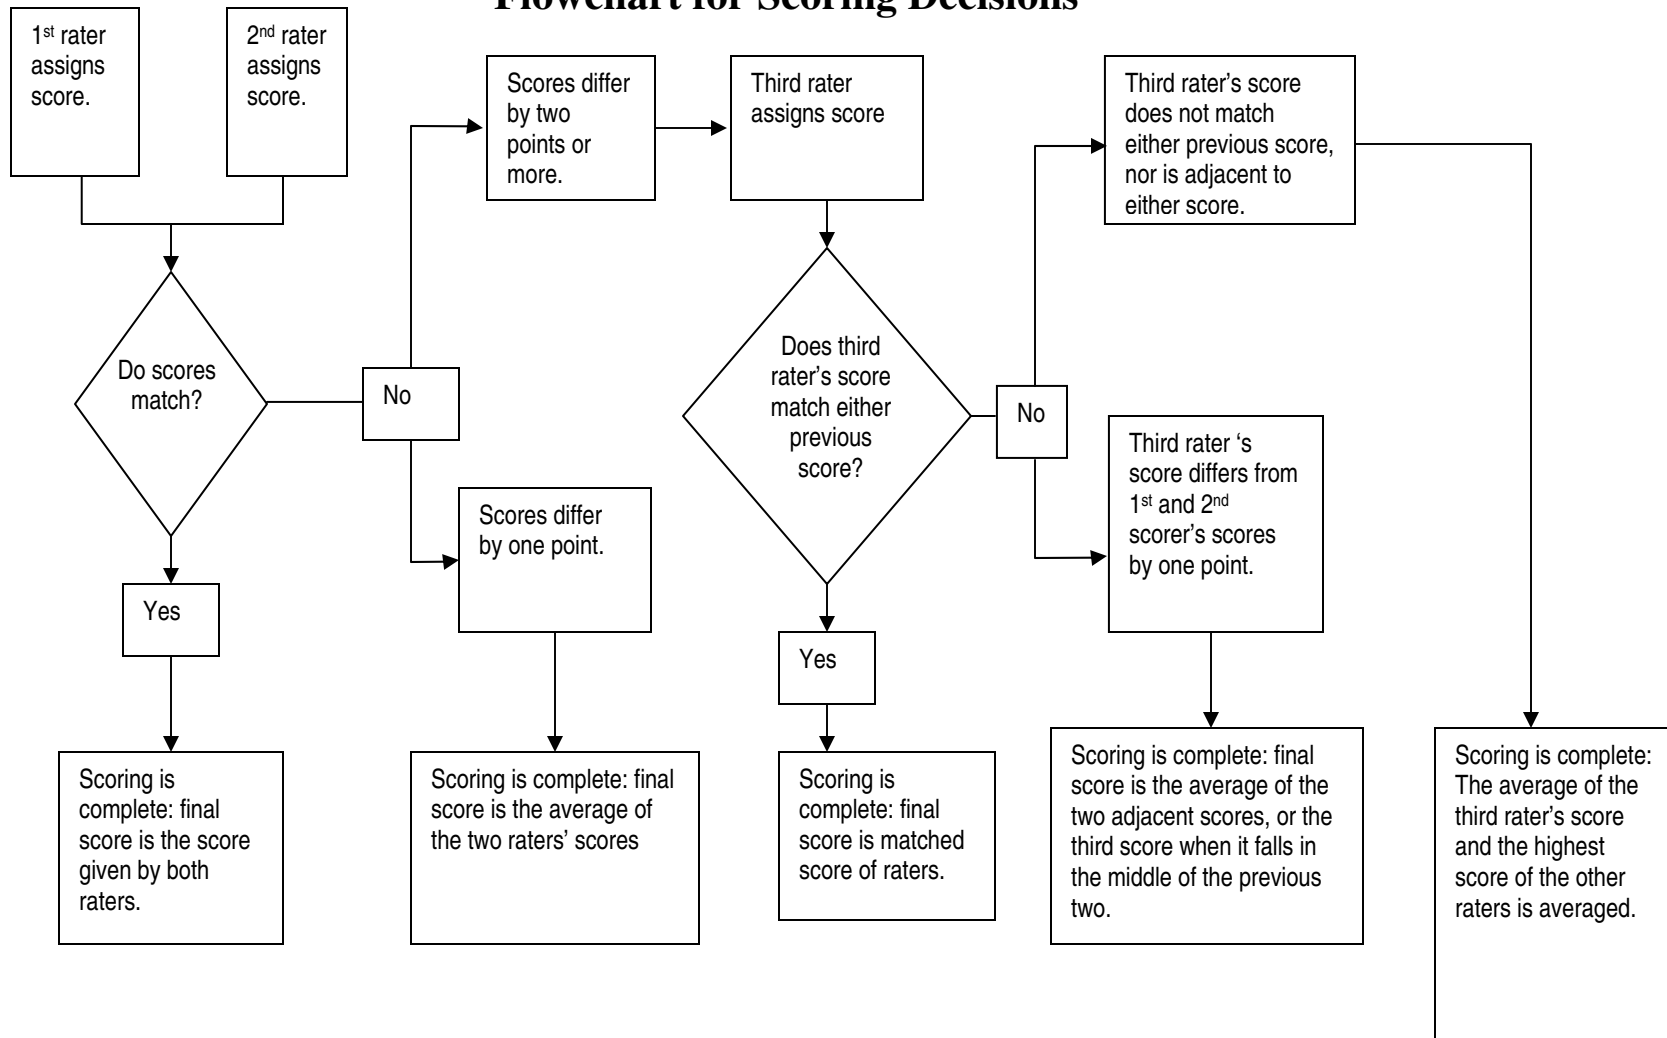 Flowchart for Scoring Decisions
1st rater
assigns
score.
2nd rater
assigns
score.
Scores differ
by two
points or
more.
Third rater
assigns score
Third rater’s score
does not match
either previous score,
nor is adjacent to
either score.
Do scores
match?
No
Does third
rater’s score
match either
previous
score?
No
Third rater ‘s
score differs from
1st and 2nd
scorer’s scores
by one point.
Scores differ
by one point.
Yes
Yes
Scoring is
complete: final
score is the score
given by both
raters.
Scoring is complete: final
score is the average of
the two raters’ scores
Scoring is
complete: final
score is matched
score of raters.
Scoring is complete: final
score is the average of the
two adjacent scores, or the
third score when it falls in
the middle of the previous
two.
Scoring is complete:
The average of the
third rater’s score
and the highest
score of the other
raters is averaged.